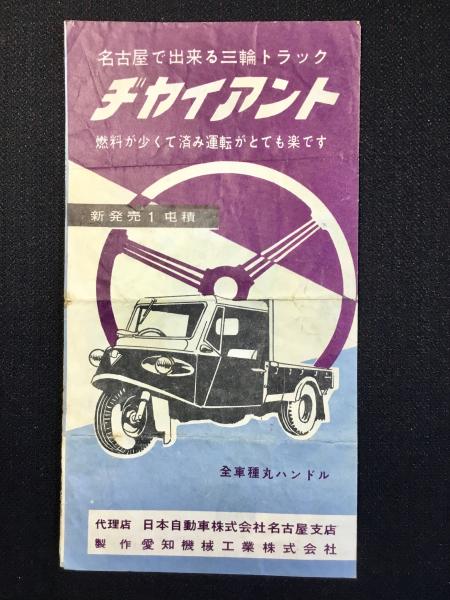 名古屋で出来る三輪トラック
ヂャイアント
燃料が少くて済み運転がとても楽です
新発売1屯積
全車種丸ハンドル
代理店 日本自動車株式会社名古屋支店
製作 愛知機械工業株式会社